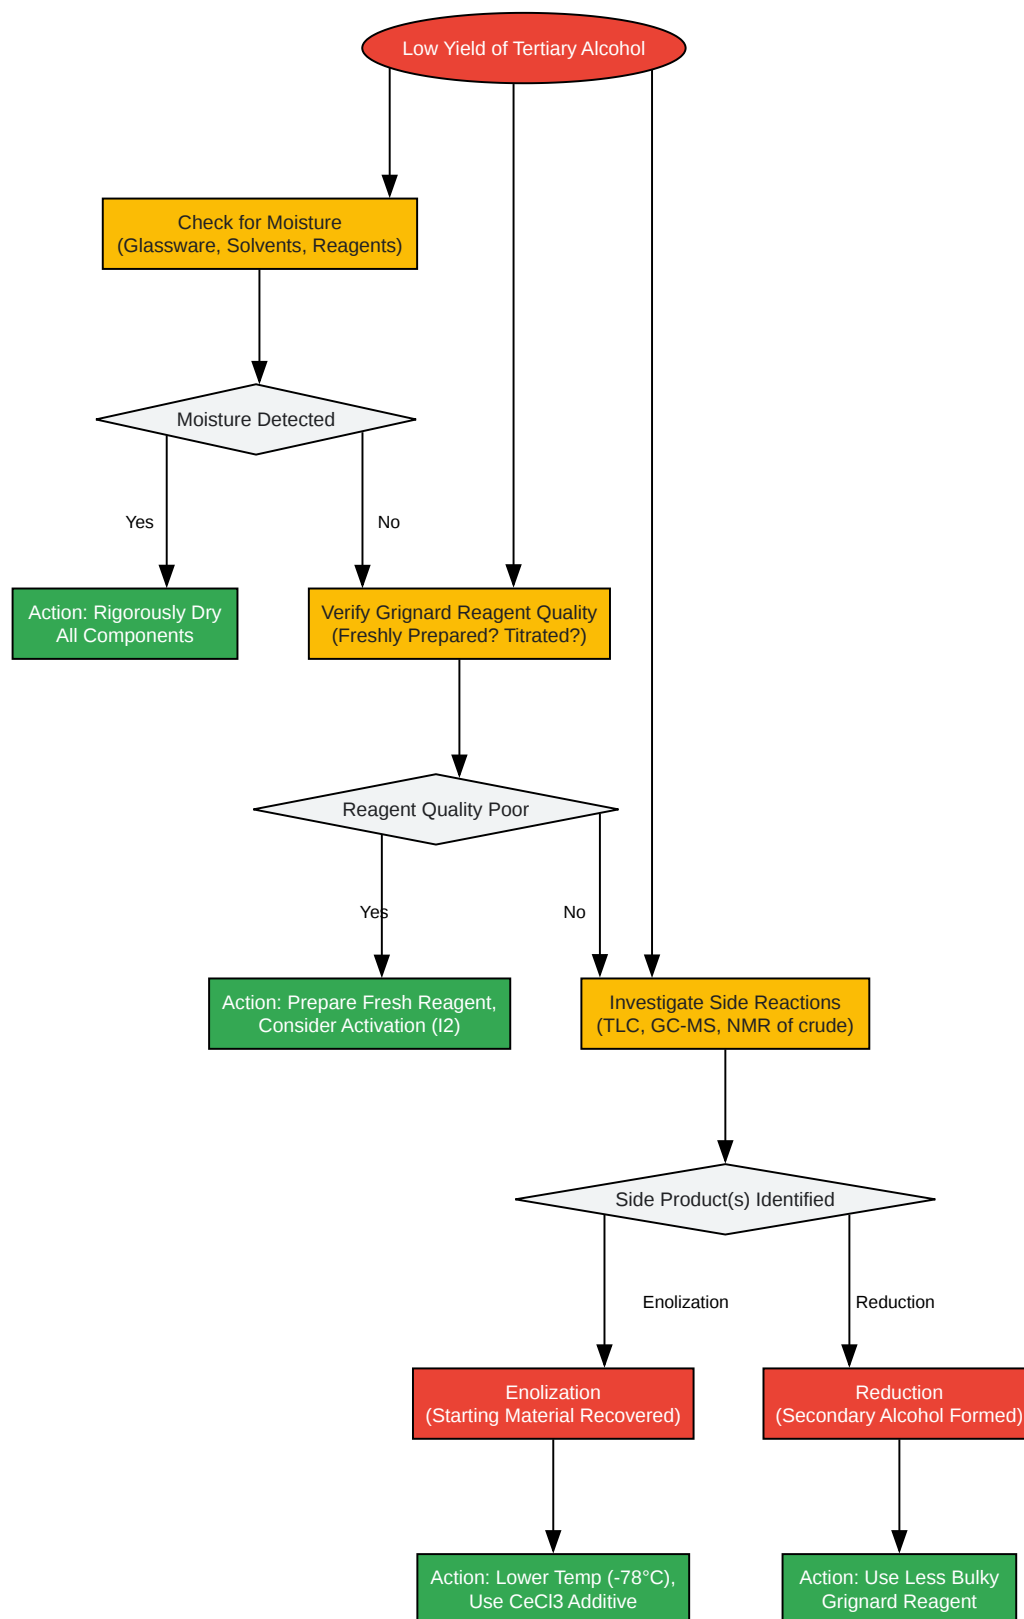 Low Yield of Tertiary Alcohol
Check for Moisture
(Glassware, Solvents, Reagents)
Moisture Detected
Yes
No
Action: Rigorously Dry
All Components
Verify Grignard Reagent Quality
(Freshly Prepared? Titrated?)
Reagent Quality Poor
Yes
No
Action: Prepare Fresh Reagent,
Consider Activation (I2)
Investigate Side Reactions
(TLC, GC-MS, NMR of crude)
Side Product(s) Identified
Enolization
Reduction
Enolization
(Starting Material Recovered)
Reduction
(Secondary Alcohol Formed)
Action: Lower Temp (-78°C),
Use CeCl3 Additive
Action: Use Less Bulky
Grignard Reagent